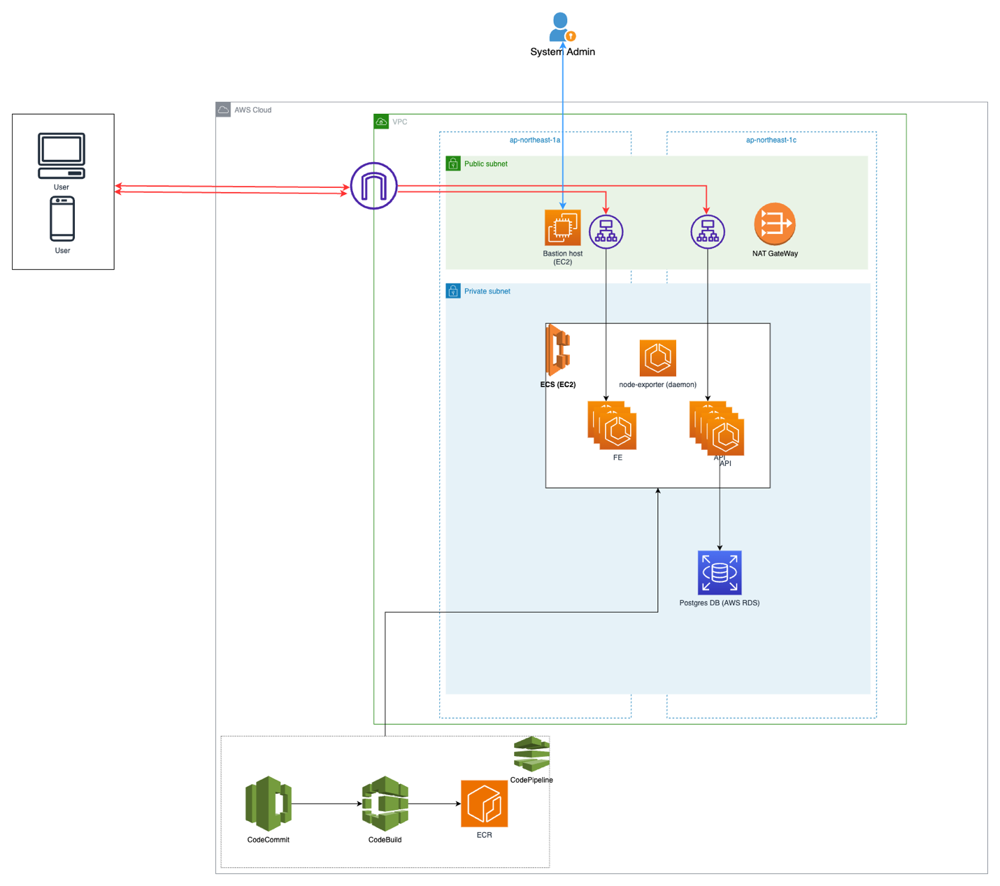 System Admin
AWS Cloud
VPC
ap-northeast-1a
ap-northeast-1c
User
User
Public subnet
Bastion host
(EC2)
NAT GateWay
Private subnet
ECS (EC2)
node-exporter (daemon)
FE
API
API
Postgres DB (AWS RDS)
CodePipeline
CodeCommit
CodeBuild
ECR